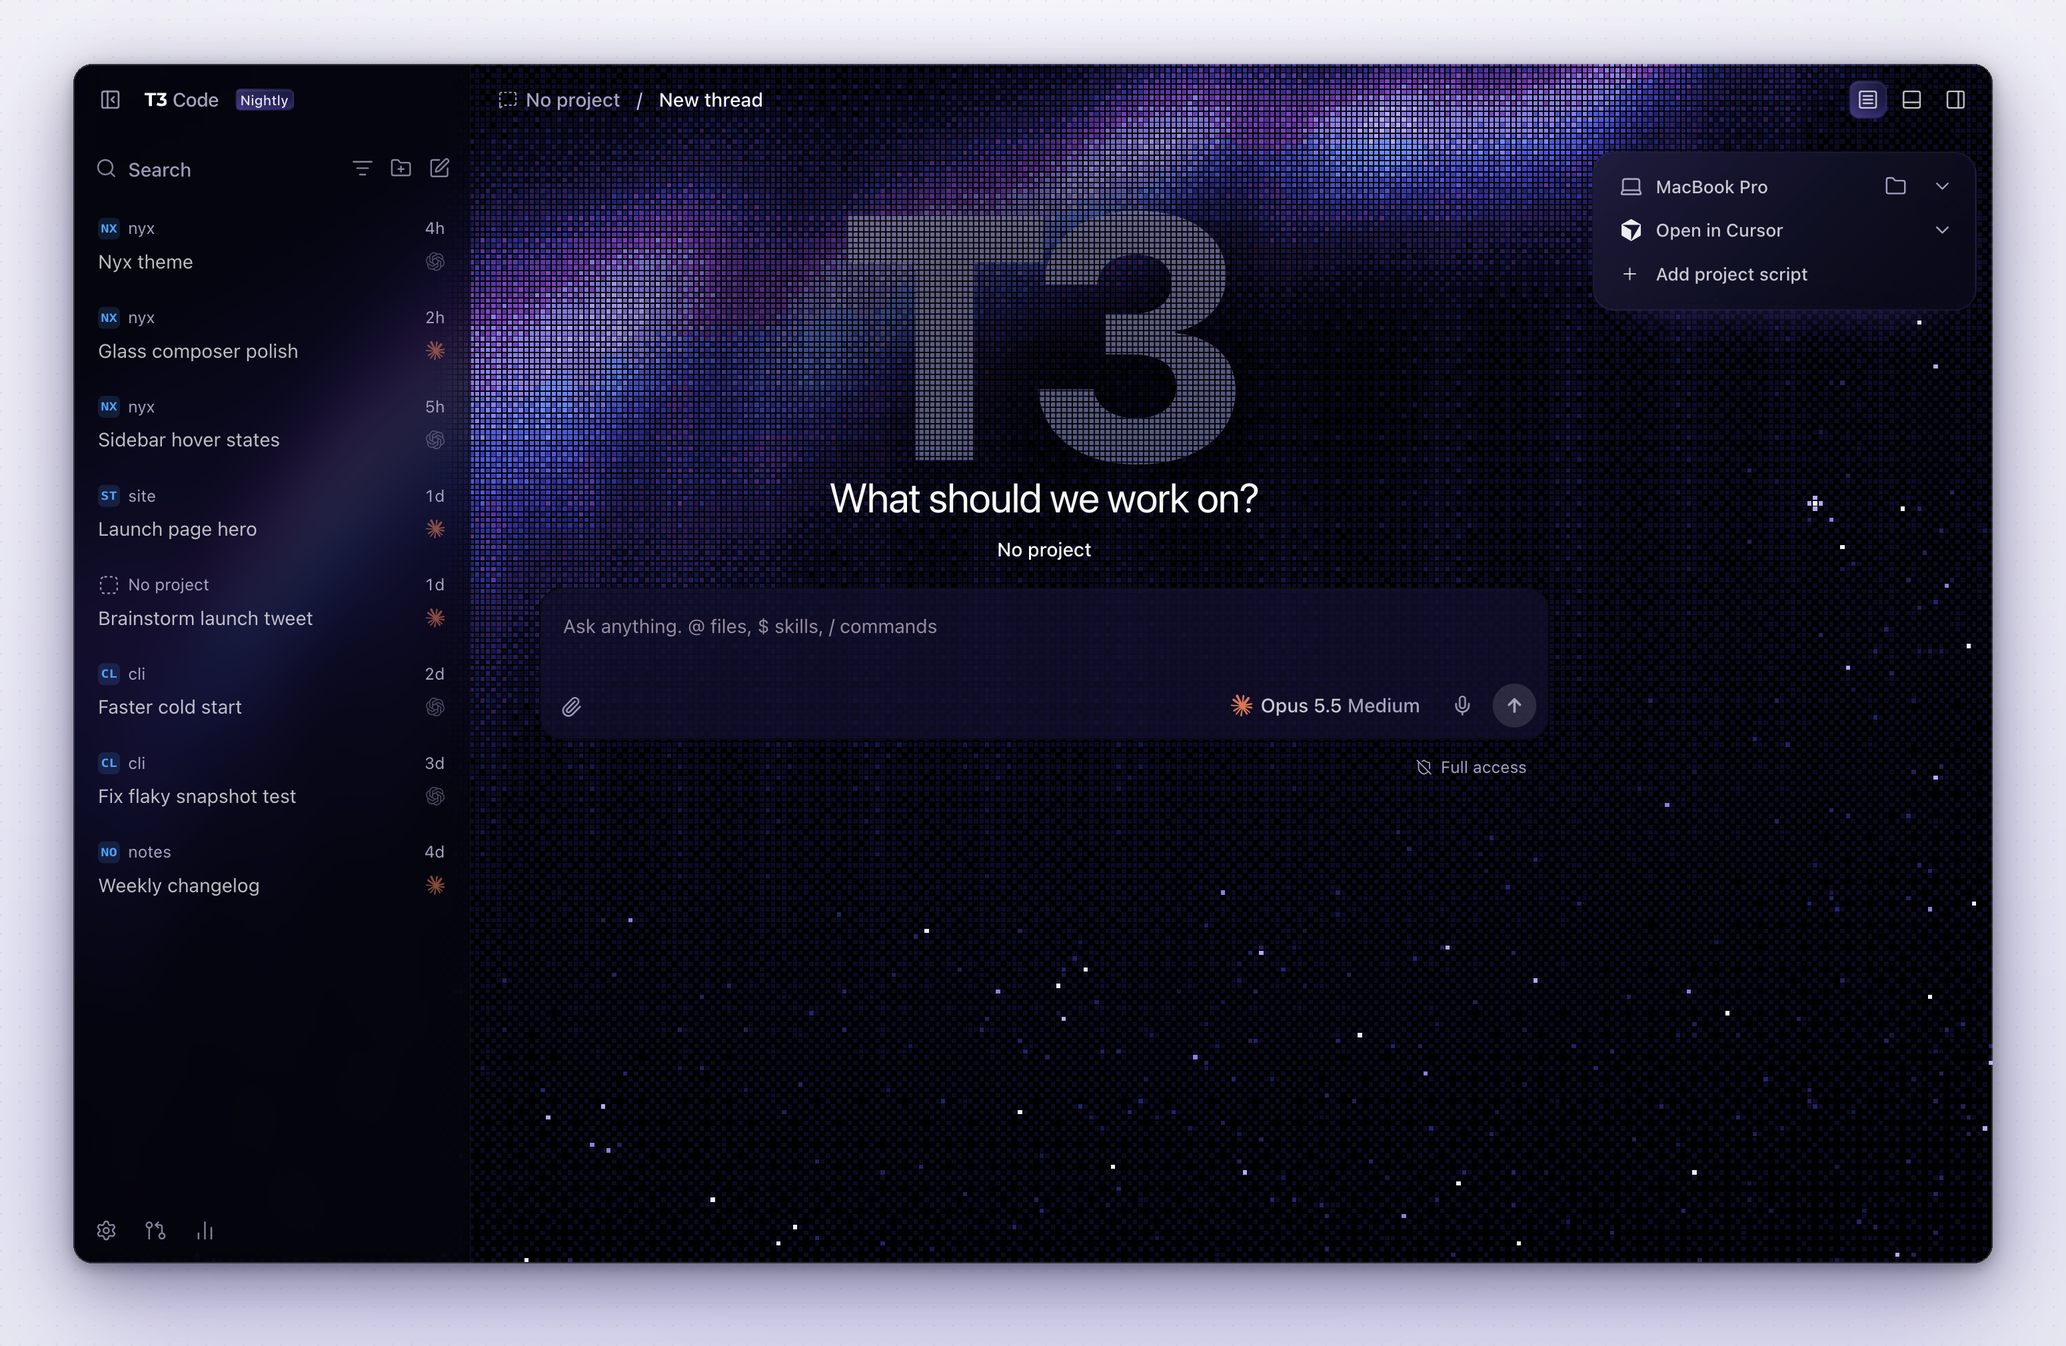 T3 Code Nightly
Search
NX nyx 4h
Nyx theme
NX nyx 2h
Glass composer polish
NX nyx 5h
Sidebar hover states
ST site 1d
Launch page hero
No project 1d
Brainstorm launch tweet
CL cli 2d
Faster cold start
CL cli 3d
Fix flaky snapshot test
NO notes 4d
Weekly changelog
No project / New thread
MacBook Pro
Open in Cursor
Add project script
T3
What should we work on?
No project
Ask anything. @ files, $ skills, / commands
Opus 5.5 Medium
Full access